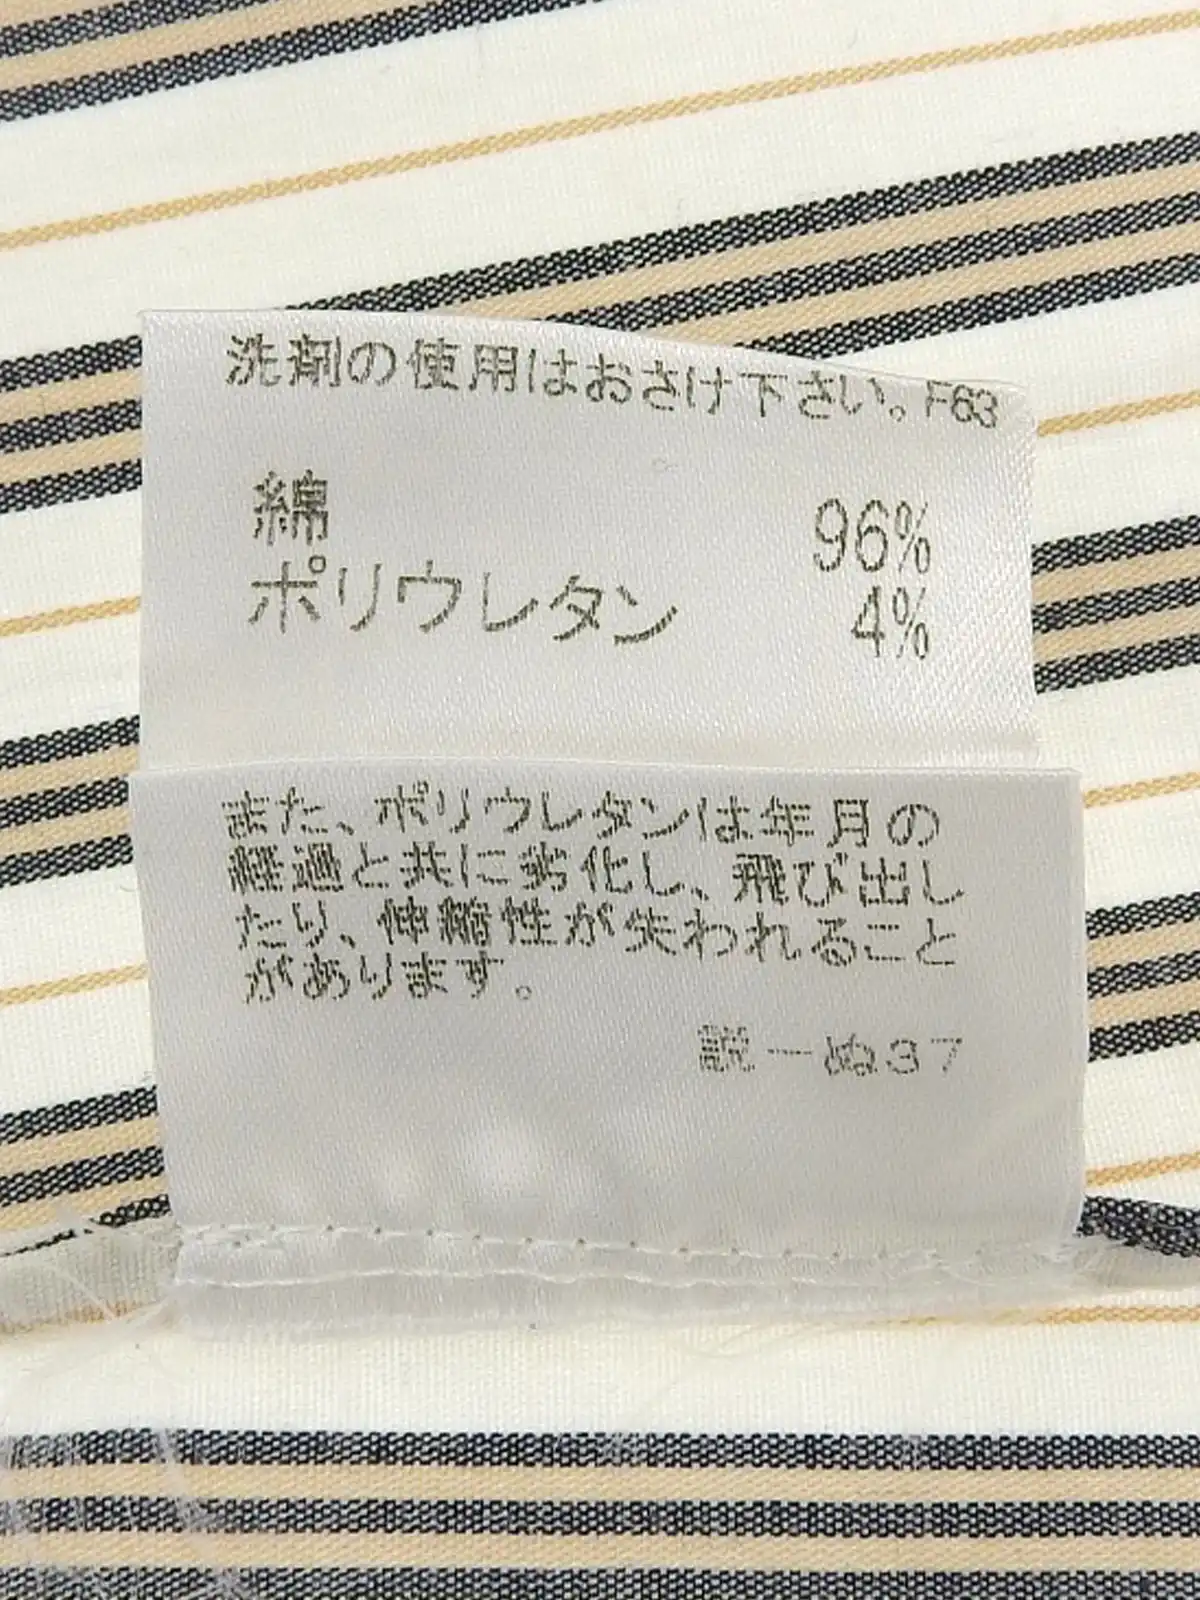 洗剤の使用はおさけ下さい。F63
綿 96%
ポリウレタン 4%
また、ポリウレタンは年月の
経過と共に劣化し、飛び出し
たり、伸縮性が失われること
があります。
説ーぬ37